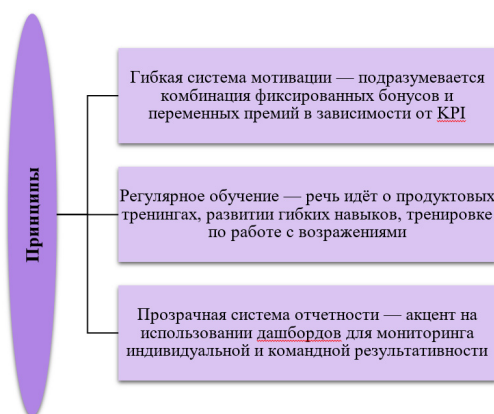 Принципы
Гибкая система мотивации — подразумевается
комбинация фиксированных бонусов и
переменных премий в зависимости от KPI
Регулярное обучение — речь идёт о продуктовых
тренингах, развитии гибких навыков, тренировке
по работе с возражениями
Прозрачная система отчетности — акцент на
использовании дашбордов для мониторинга
индивидуальной и командной результативности